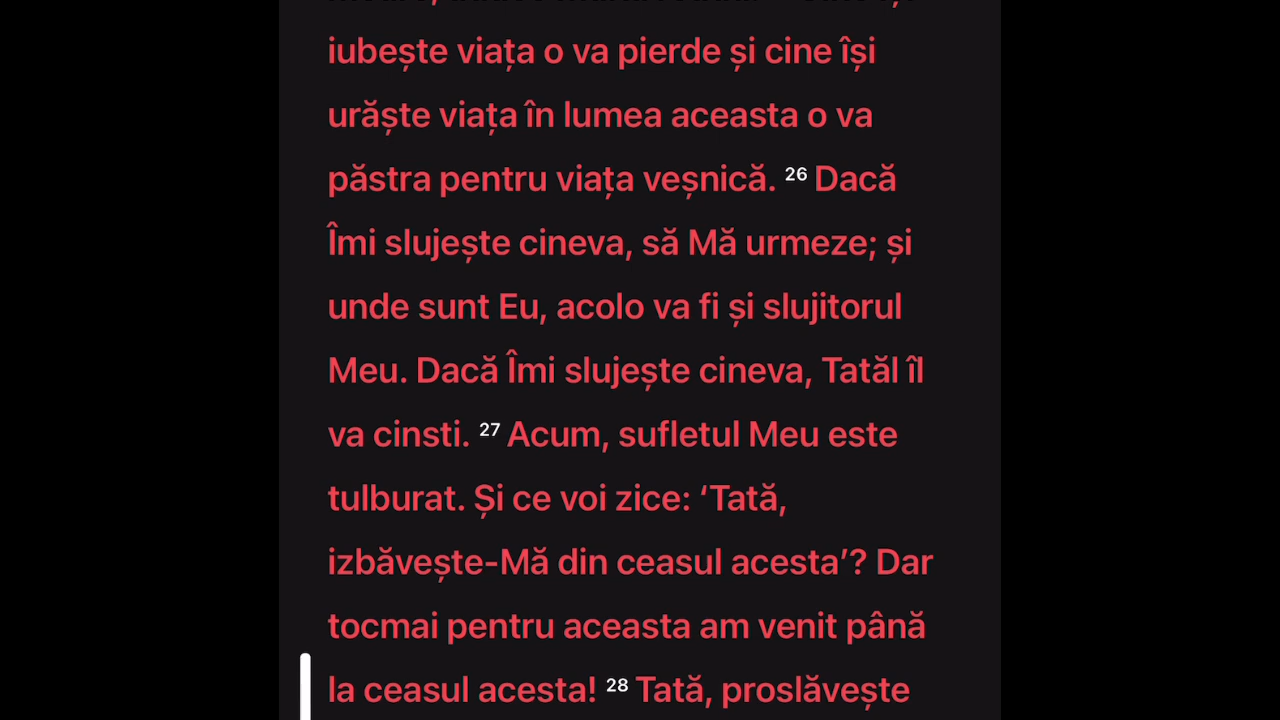 iubește viața o va pierde și cine își
urăște viața în lumea aceasta o va
păstra pentru viața veșnică. 26 Dacă
Îmi slujește cineva, să Mă urmeze; și
unde sunt Eu, acolo va fi și slujitorul
Meu. Dacă Îmi slujește cineva, Tatăl îl
va cinsti. 27 Acum, sufletul Meu este
tulburat. Și ce voi zice: ‘Tată,
izbăvește-Mă din ceasul acesta’? Dar
tocmai pentru aceasta am venit până
la ceasul acesta! 28 Tată, proslăvește